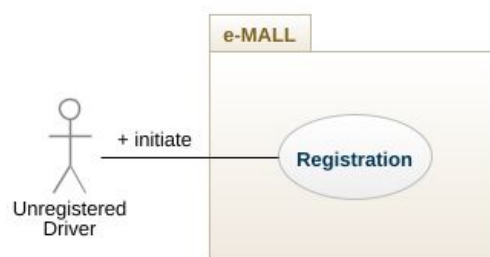 e-MALL
+ initiate
Registration
Unregistered
Driver